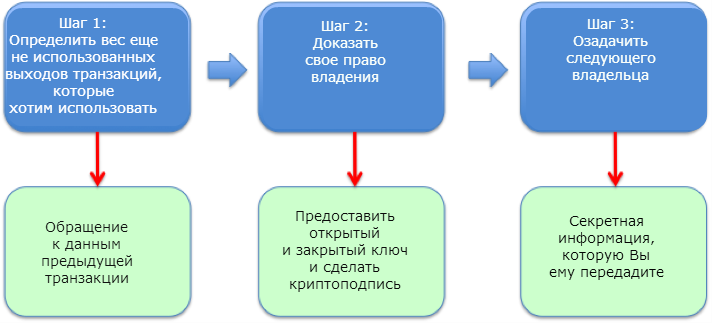 Шаг 1:
Определить вес еще
не использованных
выходов транзакций,
которые
хотим использовать
Шаг 2:
Доказать
свое право
владения
Шаг 3:
Озадачить
следующего
владельца
Обращение
к данным
предыдущей
транзакции
Предоставить
открытый
и закрытый ключ
и сделать
криптоподпись
Секретная
информация,
которую Вы
ему передадите